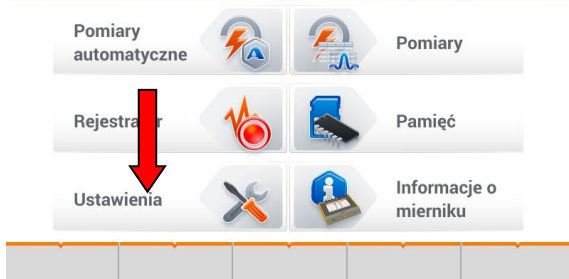 Pomiary
automatyczne
Pomiary
Pamięć
Ustawienia
Informacje o
mierniku